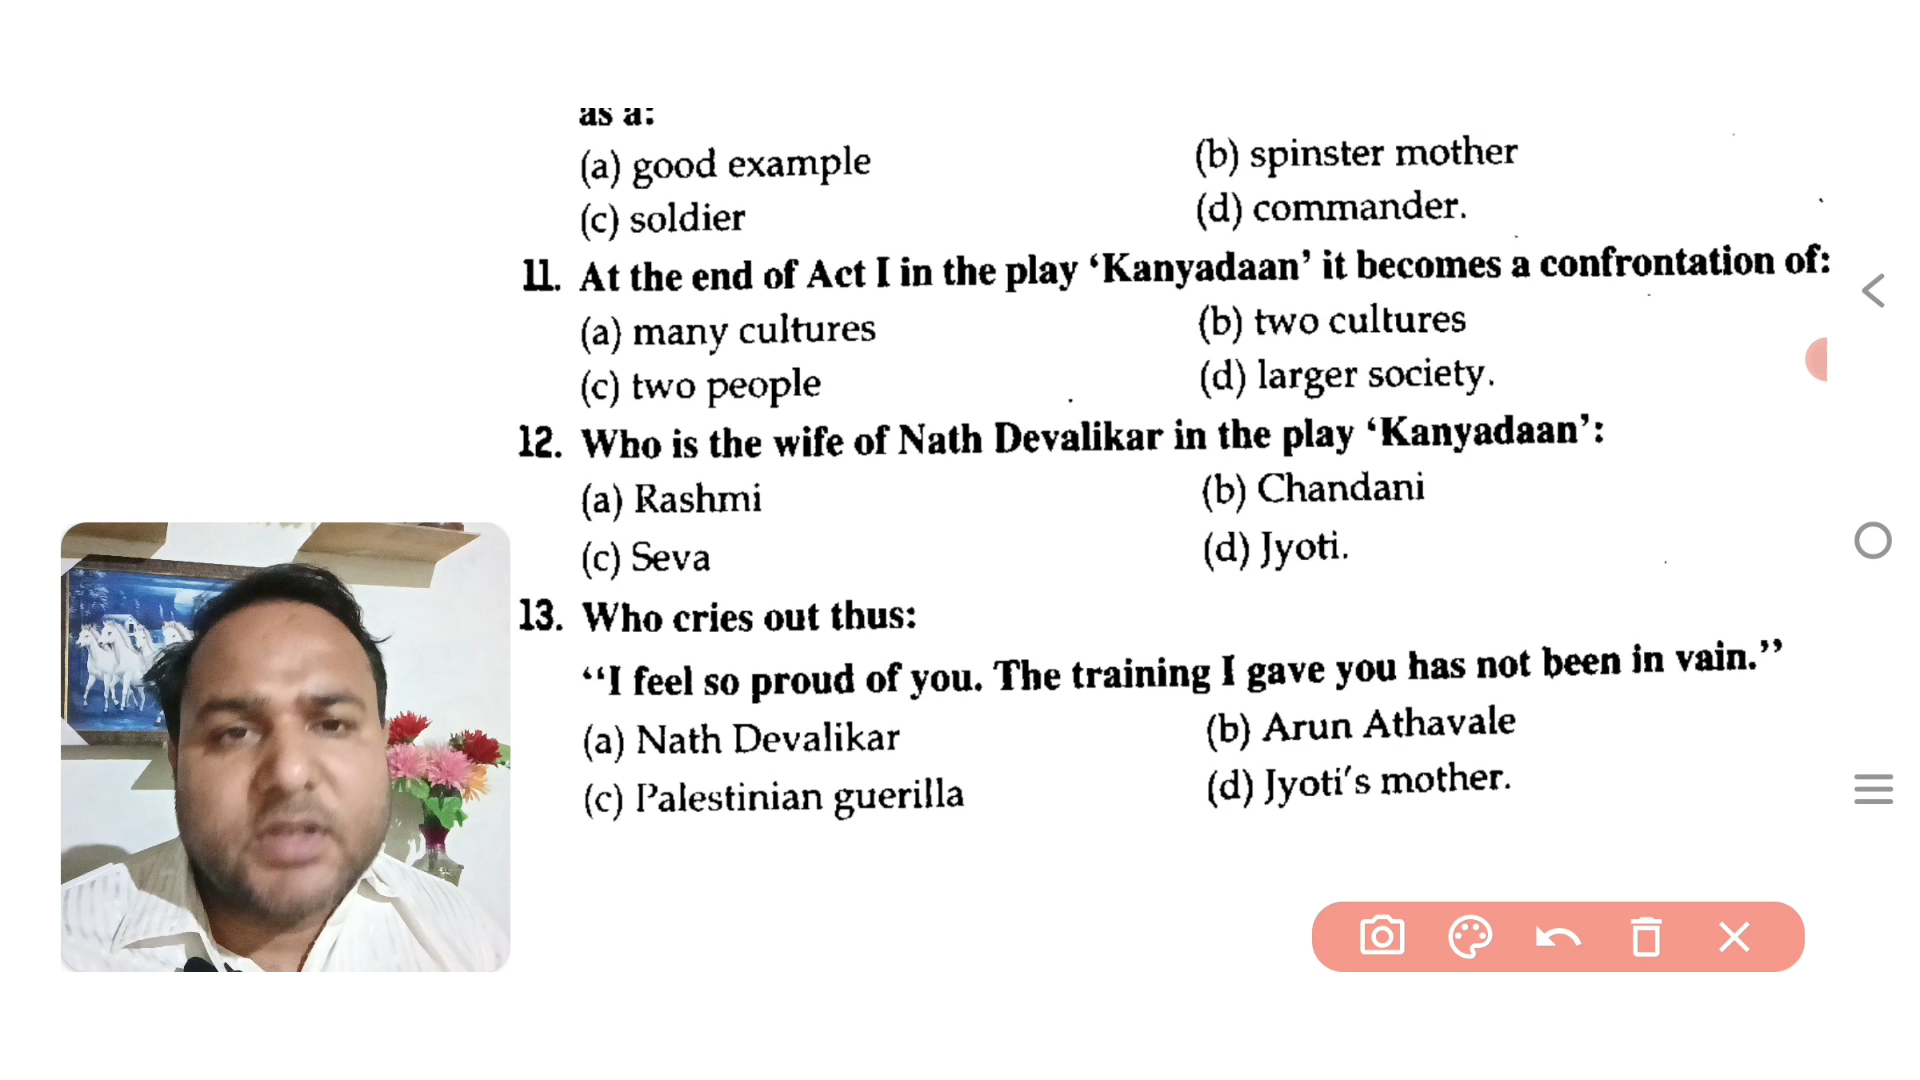 as a:
(a) good example (b) spinster mother
(c) soldier (d) commander.
11. At the end of Act I in the play ‘Kanyadaan’ it becomes a confrontation of:
(a) many cultures (b) two cultures
(c) two people (d) larger society.
12. Who is the wife of Nath Devalikar in the play ‘Kanyadaan’:
(a) Rashmi (b) Chandani
(c) Seva (d) Jyoti.
13. Who cries out thus:
“I feel so proud of you. The training I gave you has not been in vain.”
(a) Nath Devalikar (b) Arun Athavale
(c) Palestinian guerilla (d) Jyoti’s mother.